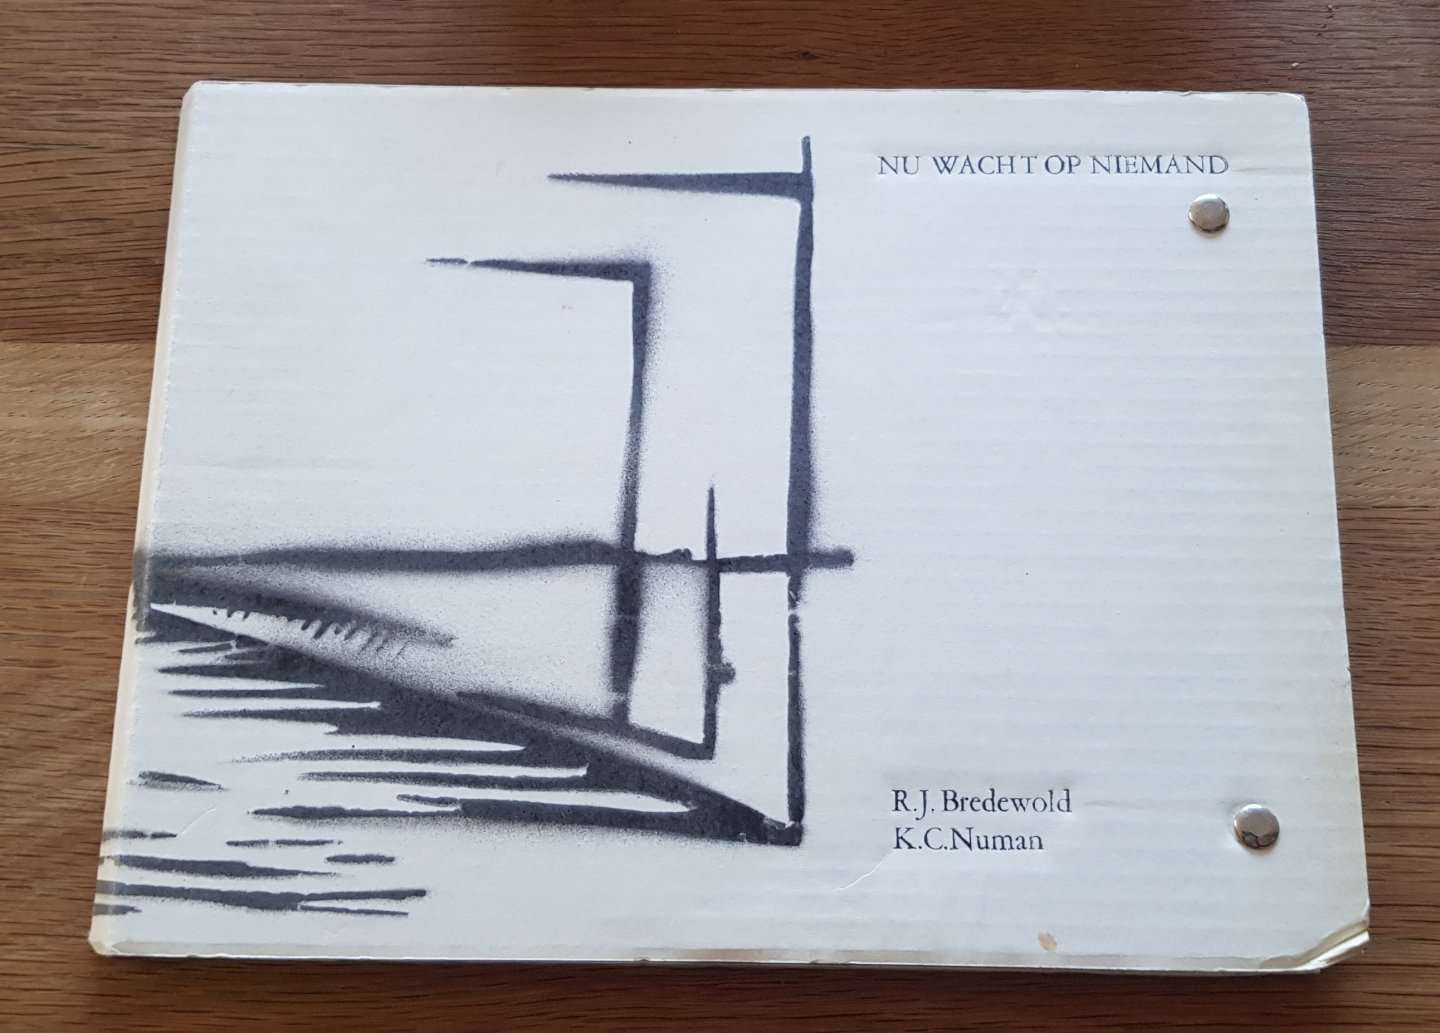 NU WACHT OP NIEMAND
R.J. Bredewold
K.C.Numan